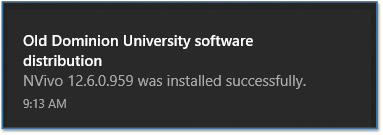 Old Dominion University software
distribution
NVivo 12.6.0.959 was installed successfully.
9:13 AM